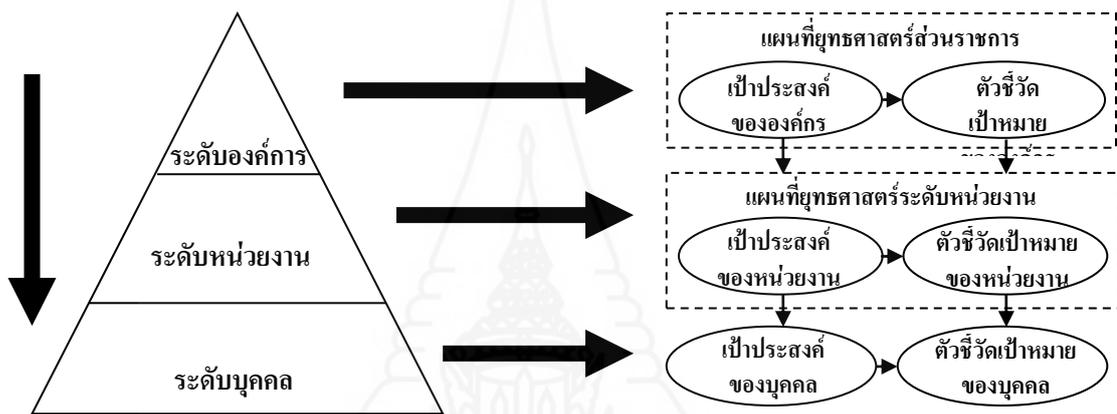 แผนที่ยุทธศาสตร์ส่วนราชการ
เป้าประสงค์
ขององค์กร
ตัวชี้วัด
เป้าหมาย
ระดับองค์การ
แผนที่ยุทธศาสตร์ระดับหน่วยงาน
ระดับหน่วยงาน
เป้าประสงค์
ของหน่วยงาน
ตัวชี้วัดเป้าหมาย
ของหน่วยงาน
ระดับบุคคล
เป้าประสงค์
ของบุคคล
ตัวชี้วัดเป้าหมาย
ของบุคคล